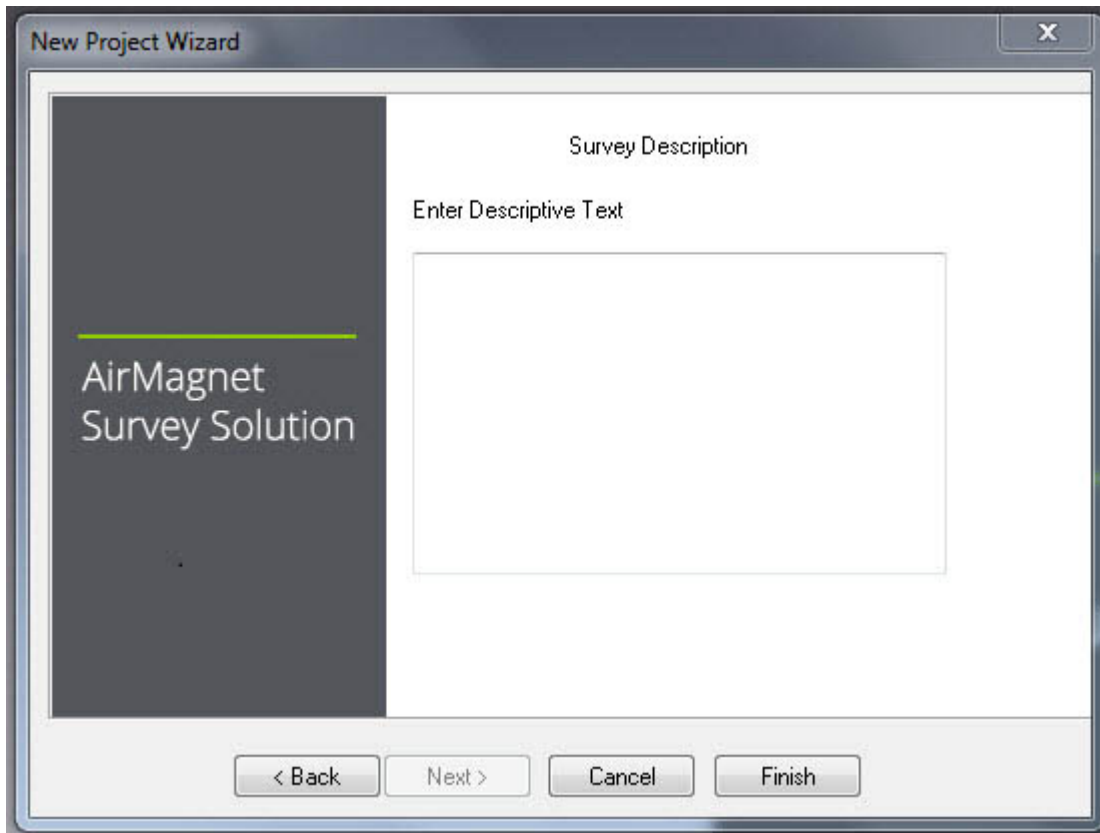 New Project Wizard
x
Survey Description
Enter Descriptive Text
AirMagnet
Survey Solution
< Back
Next >
Cancel
Finish